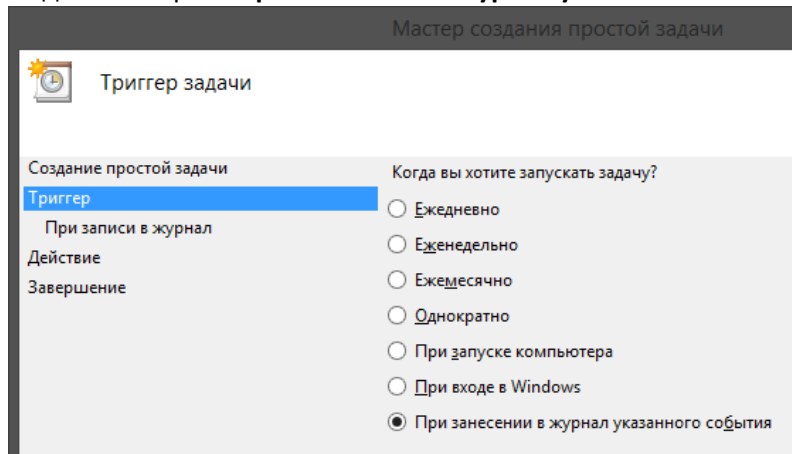 Мастер создания простой задачи
Триггер задачи
Создание простой задачи
Триггер
При записи в журнал
Действие
Завершение
Когда вы хотите запускать задачу?
Ежедневно
Еженедельно
Ежемесячно
Однократно
При запуске компьютера
При входе в Windows
При занесении в журнал указанного события